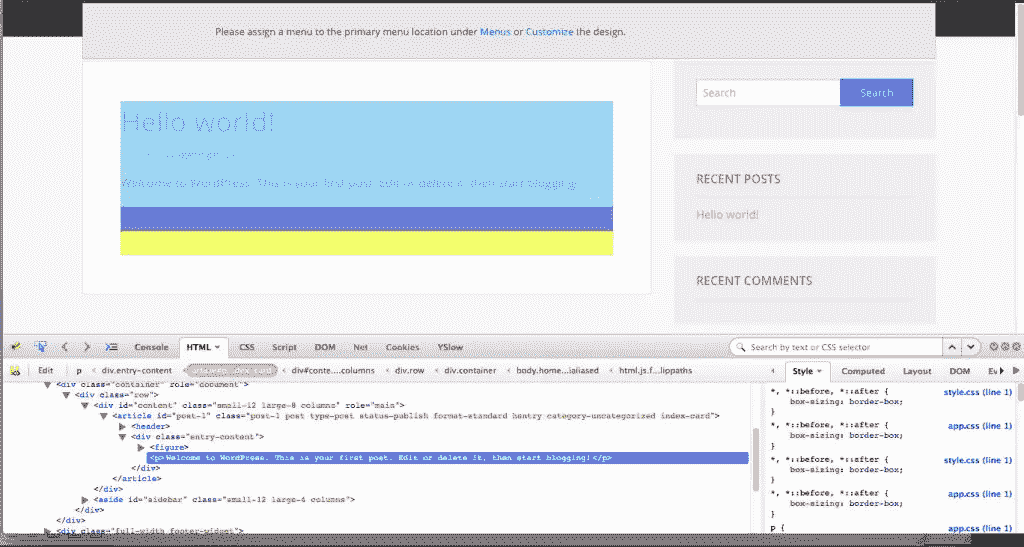 Please assign a menu to the primary menu location under Menus or Customize the design.
Hello world!
Welcome to WordPress. This is your first post. Edit or delete it, then start blogging!
Search Search
RECENT POSTS
Hello world!
RECENT COMMENTS
Console HTML CSS Script DOM Net Cookies YSlow Search by text or CSS selector
Edit p < div.entry-content < < div#conte....columns < div.row < div.container < body.home...iliased < html.js.f...lippaths
Style Computed Layout DOM Ev
<div class="container" role="document">
<div class="row">
<div id="content" class="small-12 large-8 columns" role="main">
<article id="post-1" class="post-1 post type-post status-publish format-standard hentry category-uncategorized index-card">
<header>
<div class="entry-content">
<figure>
<p>Welcome to WordPress. This is your first post. Edit or delete it, then start blogging!</p>
</div>
</article>
</div>
<aside id="sidebar" class="small-12 large-4 columns">
</div>
</div>
<div class="full-width footer-widget">
*, *::before, *::after { style.css (line 1)
box-sizing: border-box;
}
*, *::before, *::after { app.css (line 1)
box-sizing: border-box;
}
*, *::before, *::after { style.css (line 1)
box-sizing: border-box;
}
*, *::before, *::after { app.css (line 1)
box-sizing: border-box;
}
p { app.css (line 1)